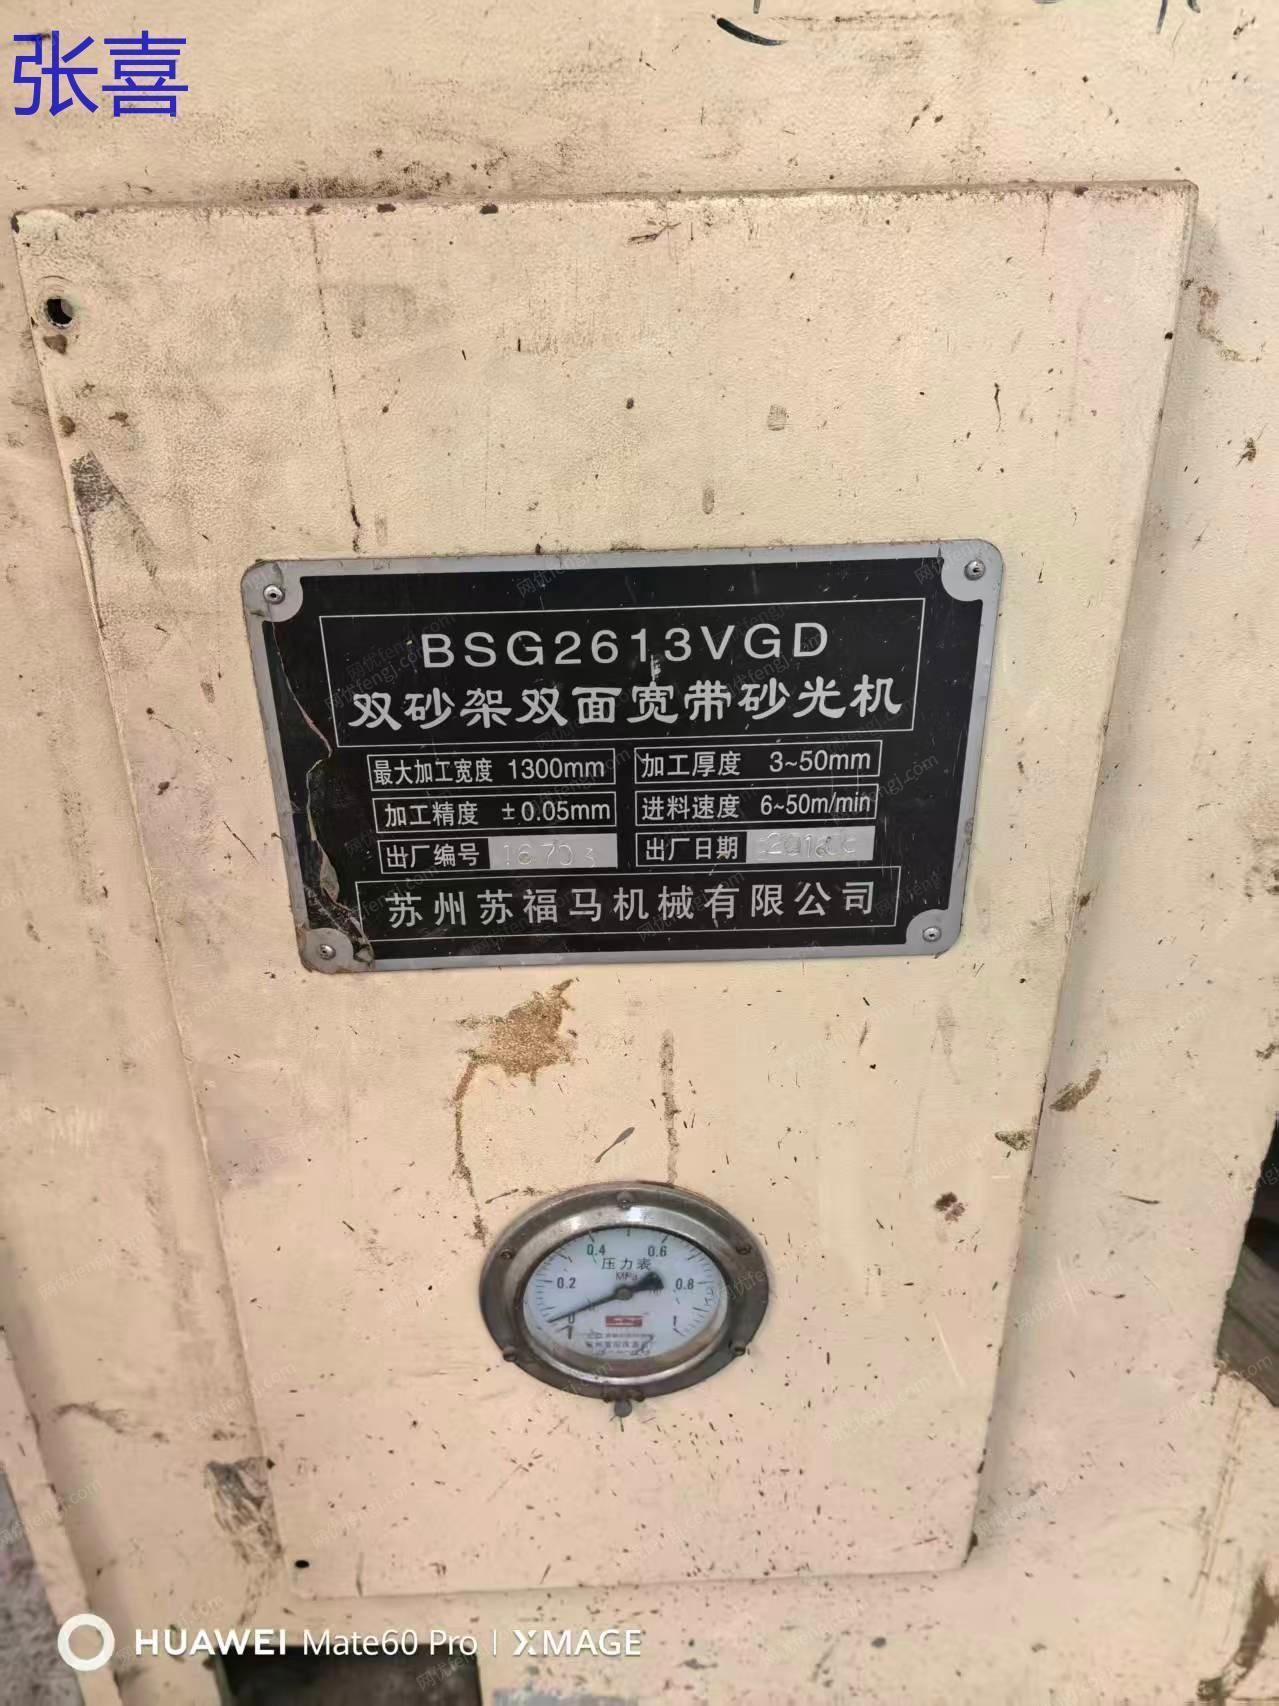 张喜
BSG2613VGD
双砂架双面宽带砂光机
最大加工宽度 1300mm 加工厚度 3~50mm
加工精度 ±0.05mm 进料速度 6~50m/min
出厂编号 出厂日期
苏州苏福马机械有限公司
0.4 0.6
压力表
MPa
0.2 0.8
0 1
HUAWEI Mate60 Pro | XMAGE